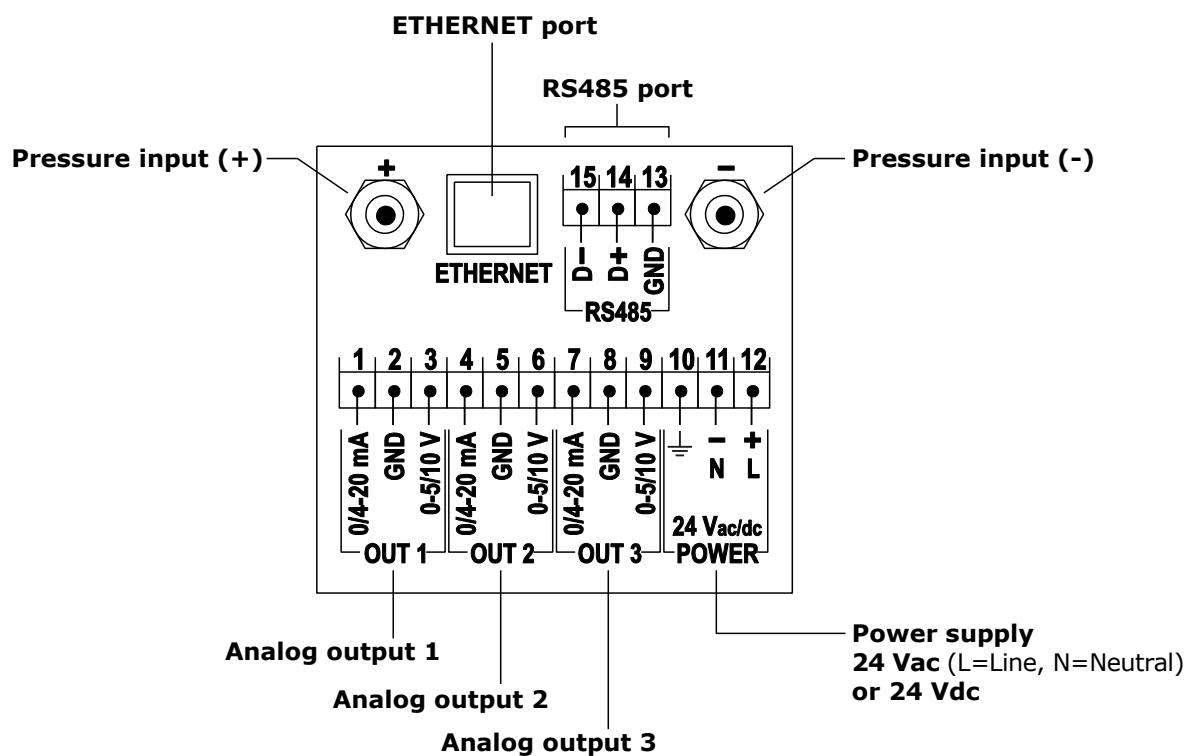 ETHERNET port
RS485 port
Pressure input (+)
Pressure input (-)
+
–
15 14 13
D– D+ GND
ETHERNET
RS485
1 2 3 4 5 6 7 8 9 10 11 12
0/4-20 mA GND 0-5/10 V 0/4-20 mA GND 0-5/10 V 0/4-20 mA GND 0-5/10 V – +
N L
24 Vac/dc
OUT 1 OUT 2 OUT 3 POWER
Analog output 1
Analog output 2
Analog output 3
Power supply
24 Vac (L=Line, N=Neutral)
or 24 Vdc